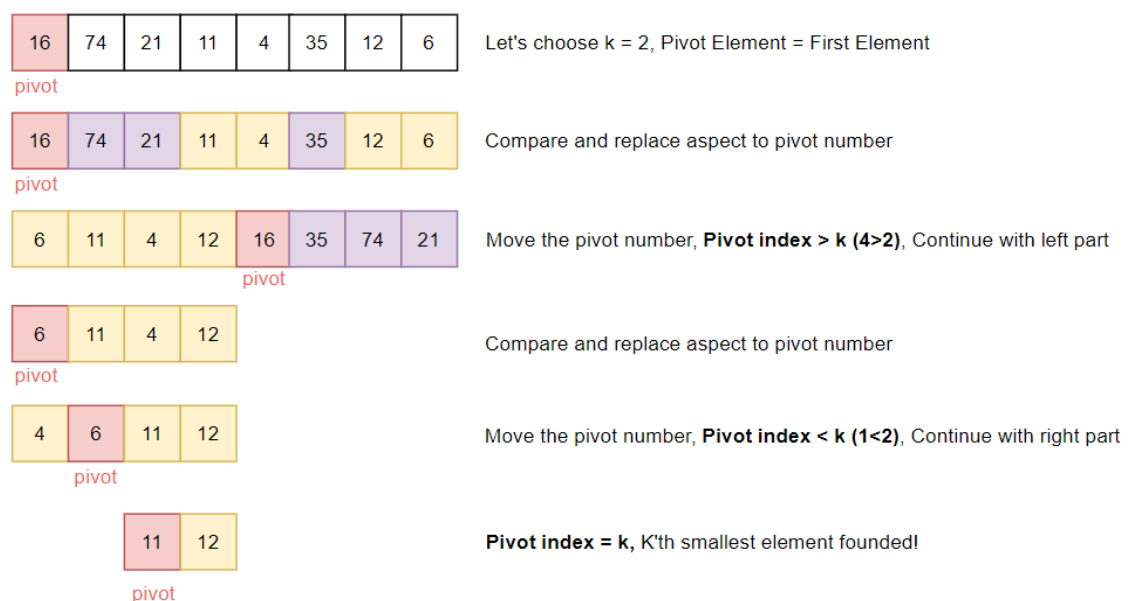 16 74 21 11 4 35 12 6 Let's choose k = 2, Pivot Element = First Element
pivot
16 74 21 11 4 35 12 6 Compare and replace aspect to pivot number
pivot
6 11 4 12 16 35 74 21 Move the pivot number, Pivot index > k (4>2), Continue with left part
pivot
6 11 4 12 Compare and replace aspect to pivot number
pivot
4 6 11 12 Move the pivot number, Pivot index < k (1<2), Continue with right part
pivot
11 12 Pivot index = k, K'th smallest element founded!
pivot